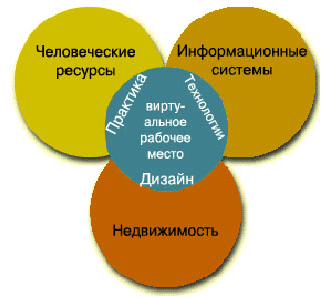 Человеческие
ресурсы
Информационные
системы
Практика
Технологии
вирту-
альное
рабочее
место
Дизайн
Недвижимость